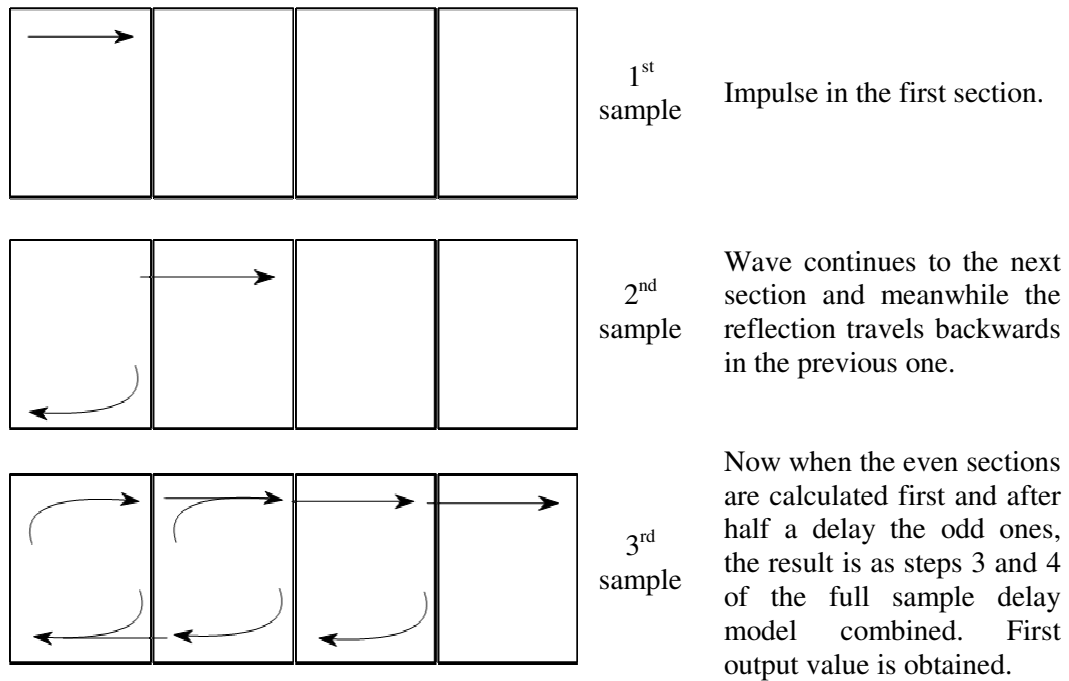 1st
sample
Impulse in the first section.
2nd
sample
Wave continues to the next
section and meanwhile the
reflection travels backwards
in the previous one.
3rd
sample
Now when the even sections
are calculated first and after
half a delay the odd ones,
the result is as steps 3 and 4
of the full sample delay
model combined. First
output value is obtained.